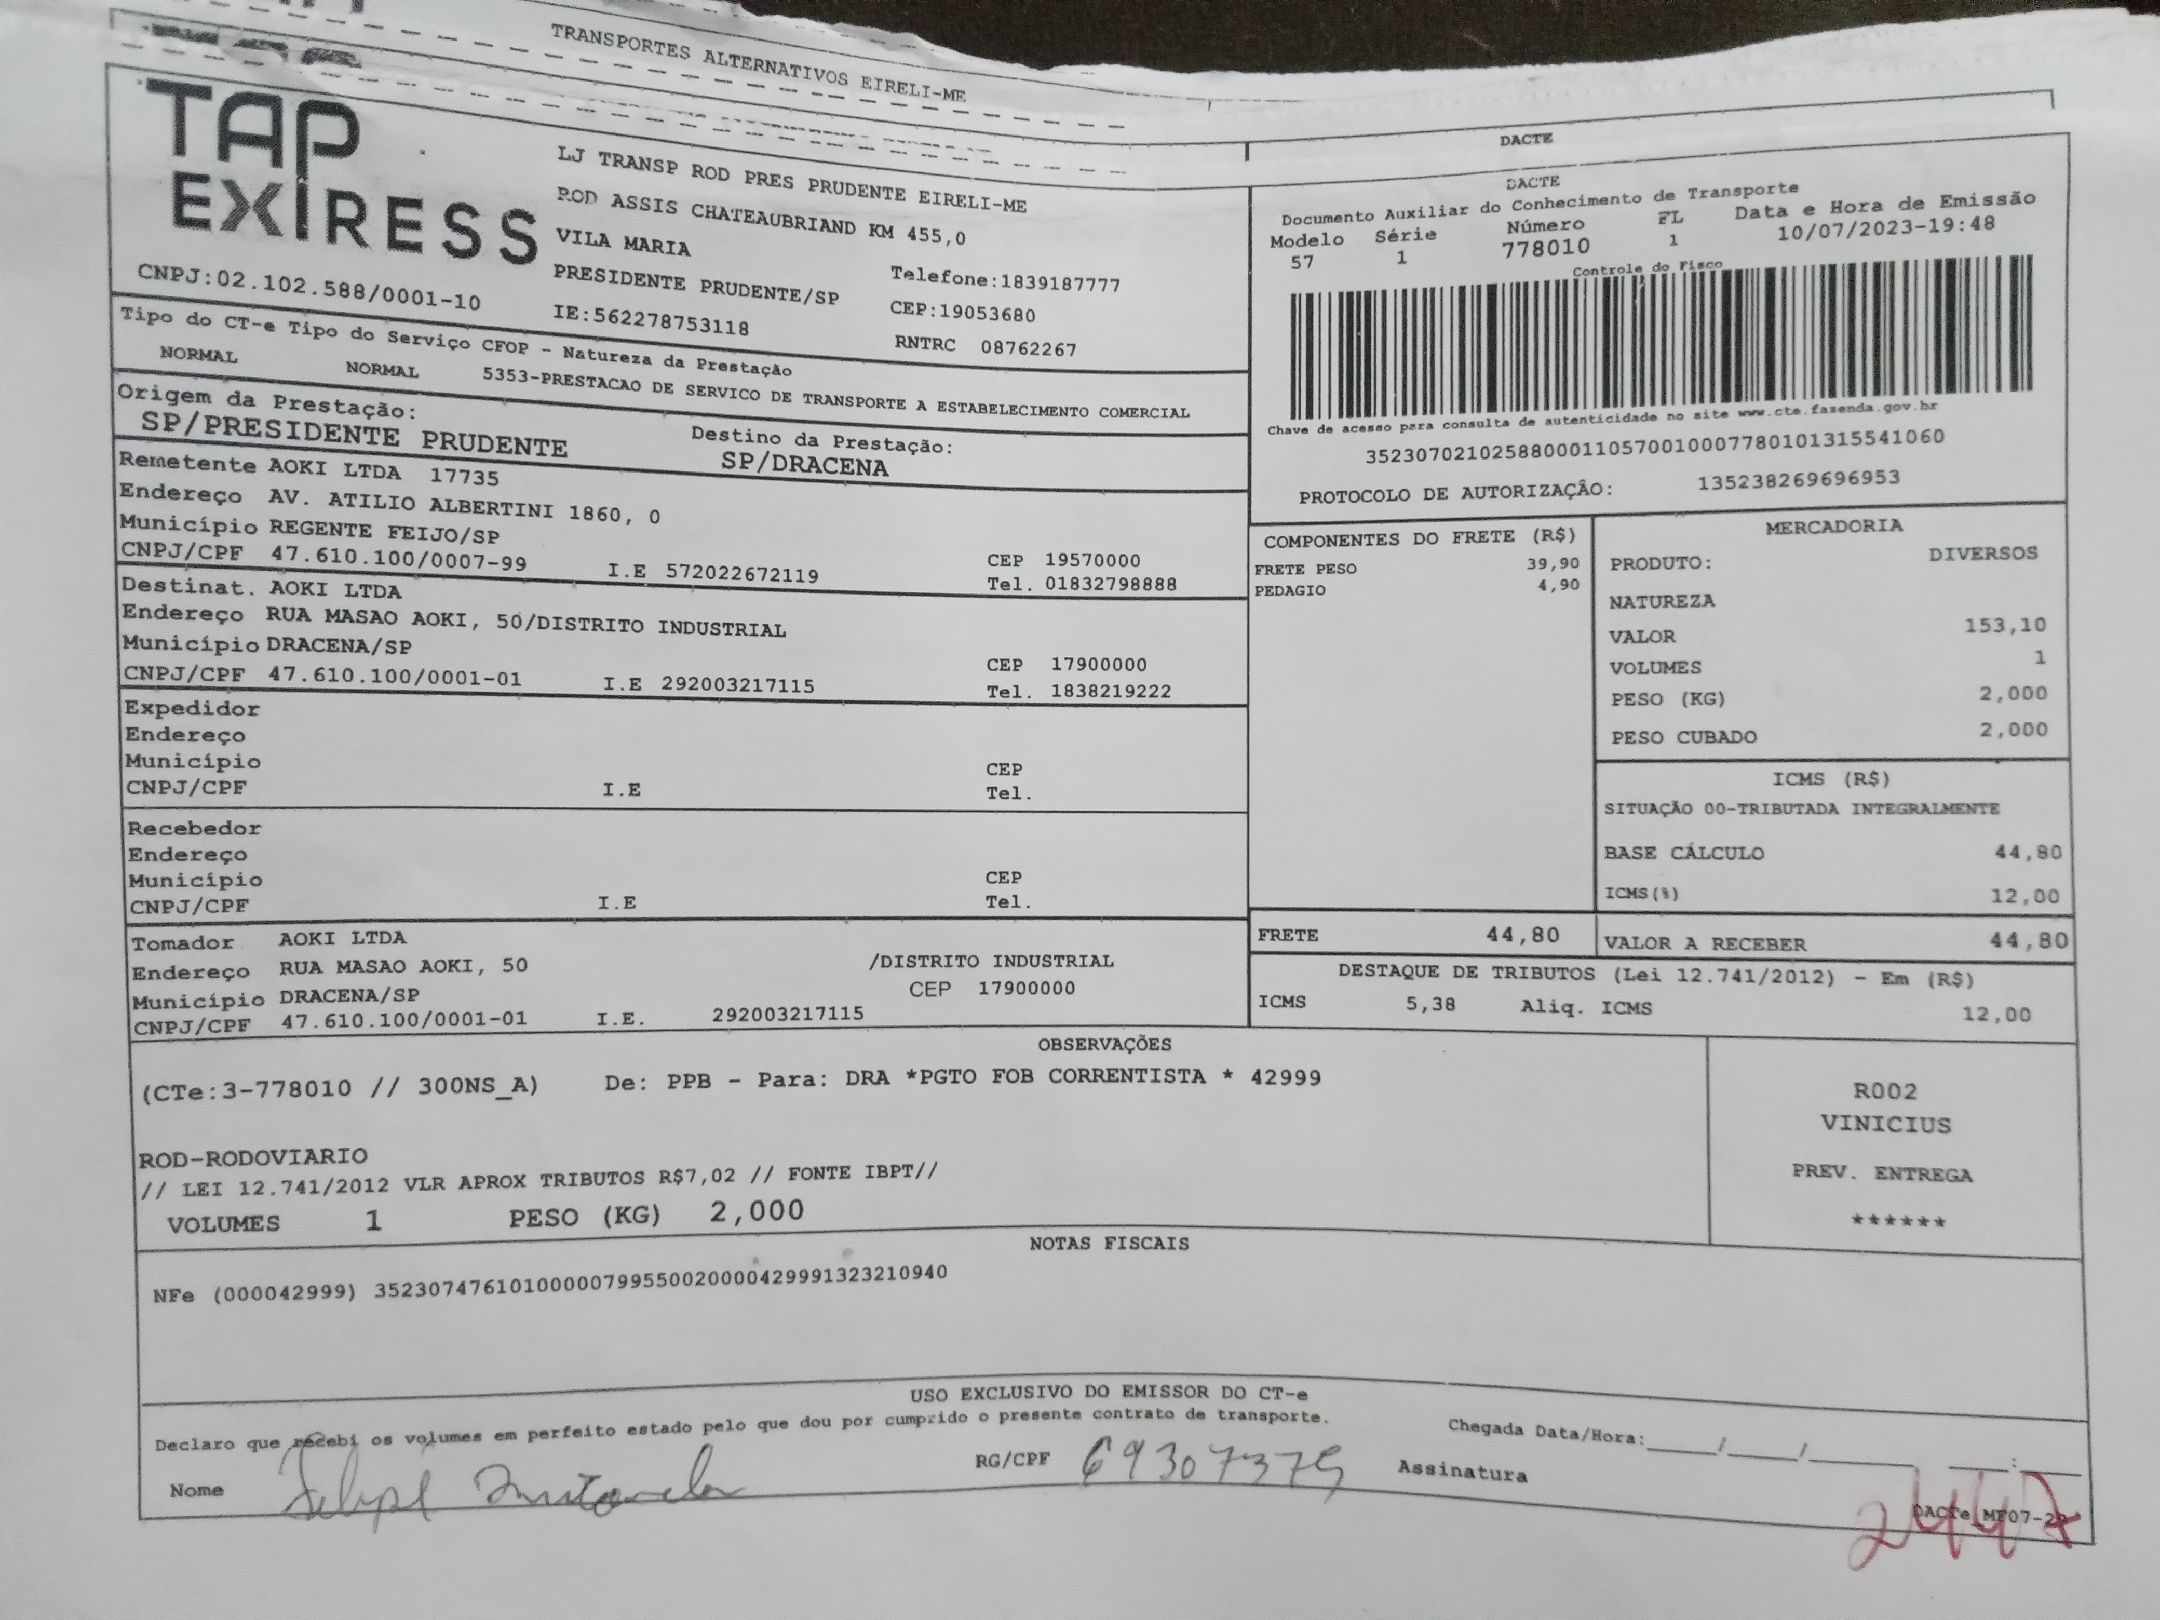 TRANSPORTES ALTERNATIVOS EIRELI-ME
DACTE
TAP
EXPRESS
LJ TRANSP ROD PRES PRUDENTE EIRELI-ME
ROD ASSIS CHATEAUBRIAND KM 455,0
VILA MARIA
PRESIDENTE PRUDENTE/SP Telefone:1839187777
CNPJ:02.102.588/0001-10 IE:562278753118 CEP:19053680
RNTRC 08762267
DACTE
Documento Auxiliar do Conhecimento de Transporte
Modelo Série Número FL Data e Hora de Emissão
57 1 778010 1 10/07/2023-19:48
Controle do Fisco
Chave de acesso para consulta de autenticidade no site www.cte.fazenda.gov.br
35230702102588000110570010007780101315541060
PROTOCOLO DE AUTORIZAÇÂO: 135238269696953
Tipo do CT-e Tipo do Serviço CFOP - Natureza da Prestação
NORMAL NORMAL 5353-PRESTACAO DE SERVICO DE TRANSPORTE A ESTABELECIMENTO COMERCIAL
Origem da Prestação: Destino da Prestação:
SP/PRESIDENTE PRUDENTE SP/DRACENA
Remetente AOKI LTDA 17735
Endereço AV. ATILIO ALBERTINI 1860, 0
Município REGENTE FEIJO/SP CEP 19570000
CNPJ/CPF 47.610.100/0007-99 I.E 572022672119 Tel. 01832798888
Destinat. AOKI LTDA
Endereço RUA MASAO AOKI, 50/DISTRITO INDUSTRIAL
Município DRACENA/SP CEP 17900000
CNPJ/CPF 47.610.100/0001-01 I.E 292003217115 Tel. 1838219222
Expedidor
Endereço
Município CEP
CNPJ/CPF I.E Tel.
Recebedor
Endereço
Município CEP
CNPJ/CPF I.E Tel.
Tomador AOKI LTDA
Endereço RUA MASAO AOKI, 50 /DISTRITO INDUSTRIAL
Município DRACENA/SP CEP 17900000
CNPJ/CPF 47.610.100/0001-01 I.E. 292003217115
COMPONENTES DO FRETE (R$)
FRETE PESO 39,90
PEDAGIO 4,90
MERCADORIA
PRODUTO: DIVERSOS
NATUREZA
VALOR 153,10
VOLUMES 1
PESO (KG) 2,000
PESO CUBADO 2,000
ICMS (R$)
SITUAÇÃO 00-TRIBUTADA INTEGRALMENTE
BASE CÁLCULO 44,80
ICMS(%) 12,00
FRETE 44,80 VALOR A RECEBER 44,80
DESTAQUE DE TRIBUTOS (Lei 12.741/2012) - Em (R$)
ICMS 5,38 Aliq. ICMS 12,00
OBSERVAÇÕES
(CTe:3-778010 // 300NS_A) De: PPB - Para: DRA *PGTO FOB CORRENTISTA * 42999
ROD-RODOVIARIO
// LEI 12.741/2012 VLR APROX TRIBUTOS R$7,02 // FONTE IBPT//
VOLUMES 1 PESO (KG) 2,000
R002
VINICIUS
PREV. ENTREGA
******
NOTAS FISCAIS
NFe (000042999) 35230747610100000799550020000429991323210940
USO EXCLUSIVO DO EMISSOR DO CT-e
Declaro que recebi os volumes em perfeito estado pelo que dou por cumprido o presente contrato de transporte.
Chegada Data/Hora:_____/_____/_______ ____:____
Nome RG/CPF 69307379 Assinatura